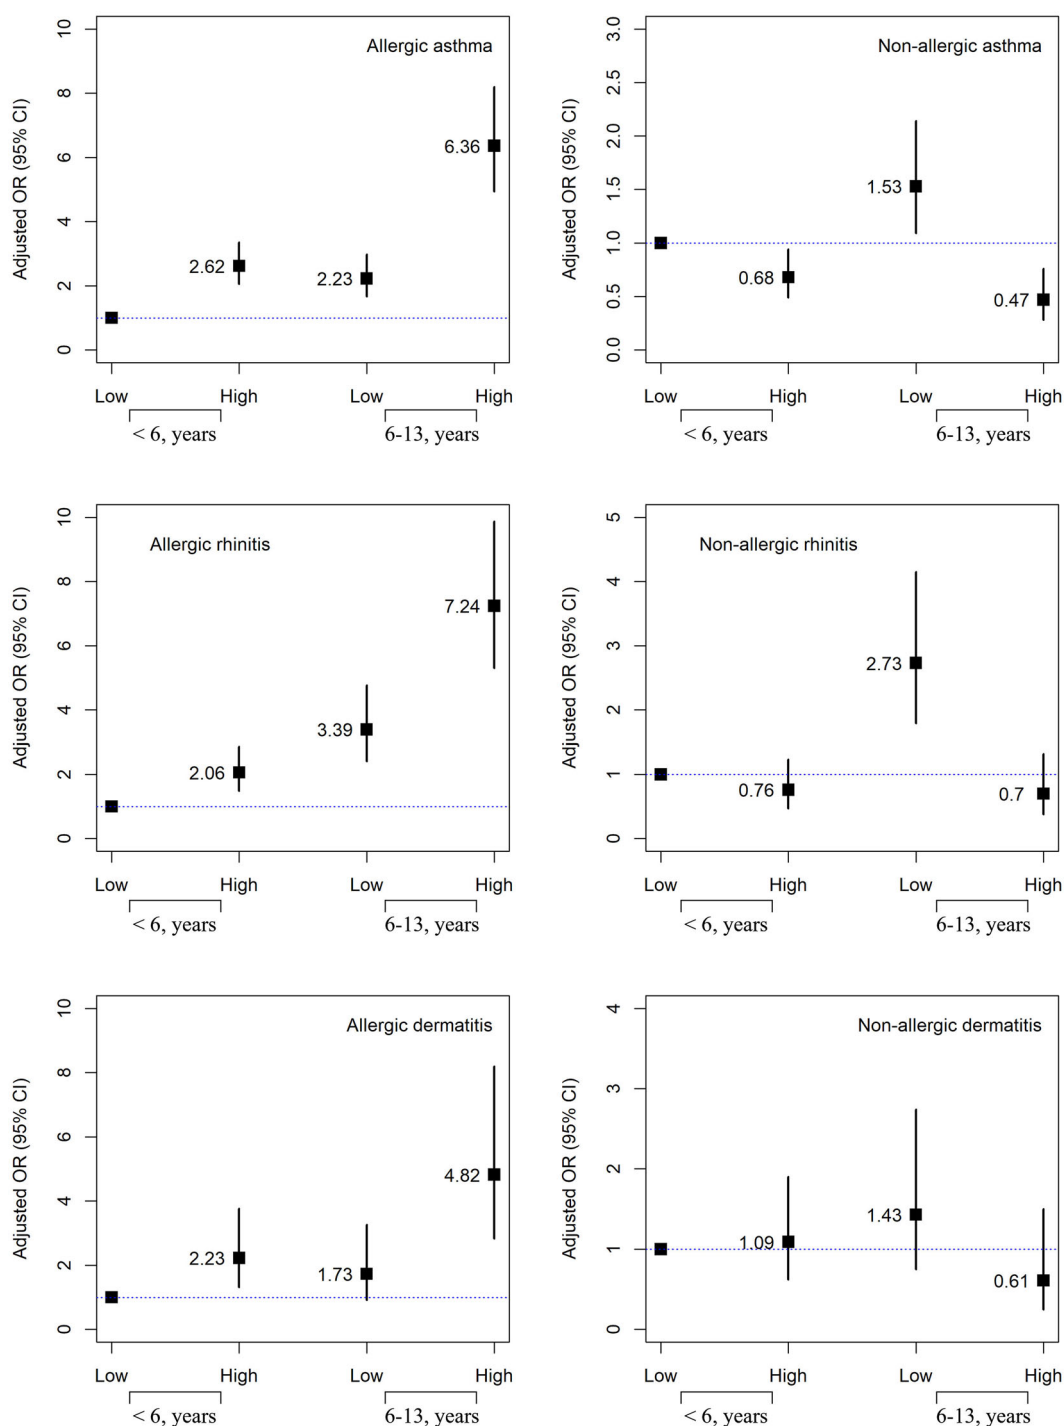 Allergic asthma
Adjusted OR (95% CI)
10
8
6
4
2
0
2.62
2.23
6.36
Low High Low High
< 6, years 6-13, years
Non-allergic asthma
Adjusted OR (95% CI)
3.0
2.5
2.0
1.5
1.0
0.5
0.0
0.68
1.53
0.47
Low High Low High
< 6, years 6-13, years
Allergic rhinitis
Adjusted OR (95% CI)
10
8
6
4
2
0
2.06
3.39
7.24
Low High Low High
< 6, years 6-13, years
Non-allergic rhinitis
Adjusted OR (95% CI)
5
4
3
2
1
0
0.76
2.73
0.7
Low High Low High
< 6, years 6-13, years
Allergic dermatitis
Adjusted OR (95% CI)
10
8
6
4
2
0
2.23
1.73
4.82
Low High Low High
< 6, years 6-13, years
Non-allergic dermatitis
Adjusted OR (95% CI)
4
3
2
1
0
1.09
1.43
0.61
Low High Low High
< 6, years 6-13, years